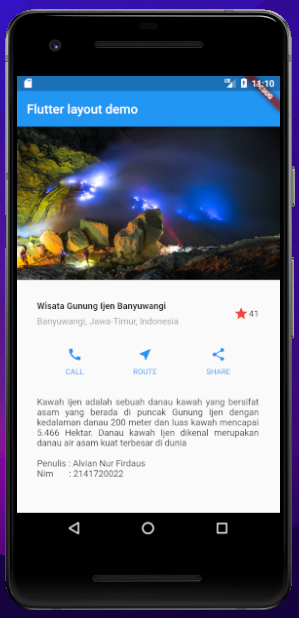 11:10
Flutter layout demo
Wisata Gunung Ijen Banyuwangi
Banyuwangi, Jawa-Timur, Indonesia
41
CALL
ROUTE
SHARE
Kawah Ijen adalah sebuah danau kawah yang bersifat
asam yang berada di puncak Gunung Ijen dengan
kedalaman danau 200 meter dan luas kawah mencapai
5.466 Hektar. Danau kawah Ijen dikenal merupakan
danau air asam kuat terbesar di dunia
Penulis : Alvian Nur Firdaus
Nim : 2141720022